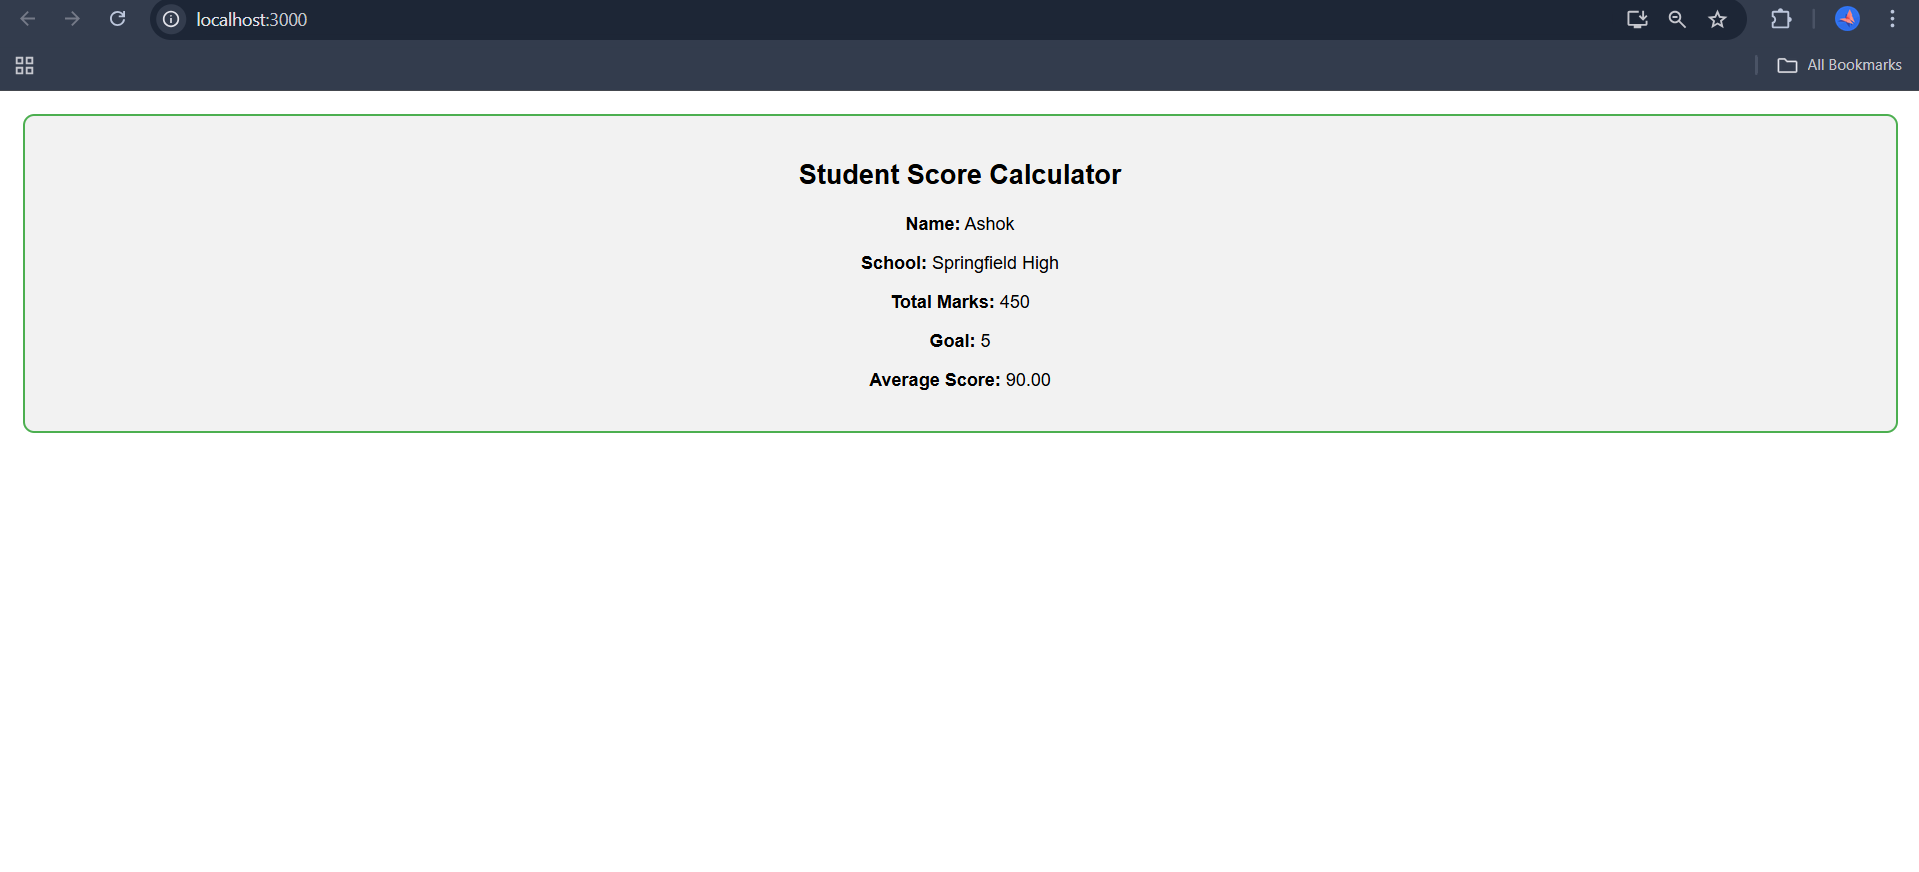 localhost:3000
All Bookmarks
Student Score Calculator
Name: Ashok
School: Springfield High
Total Marks: 450
Goal: 5
Average Score: 90.00